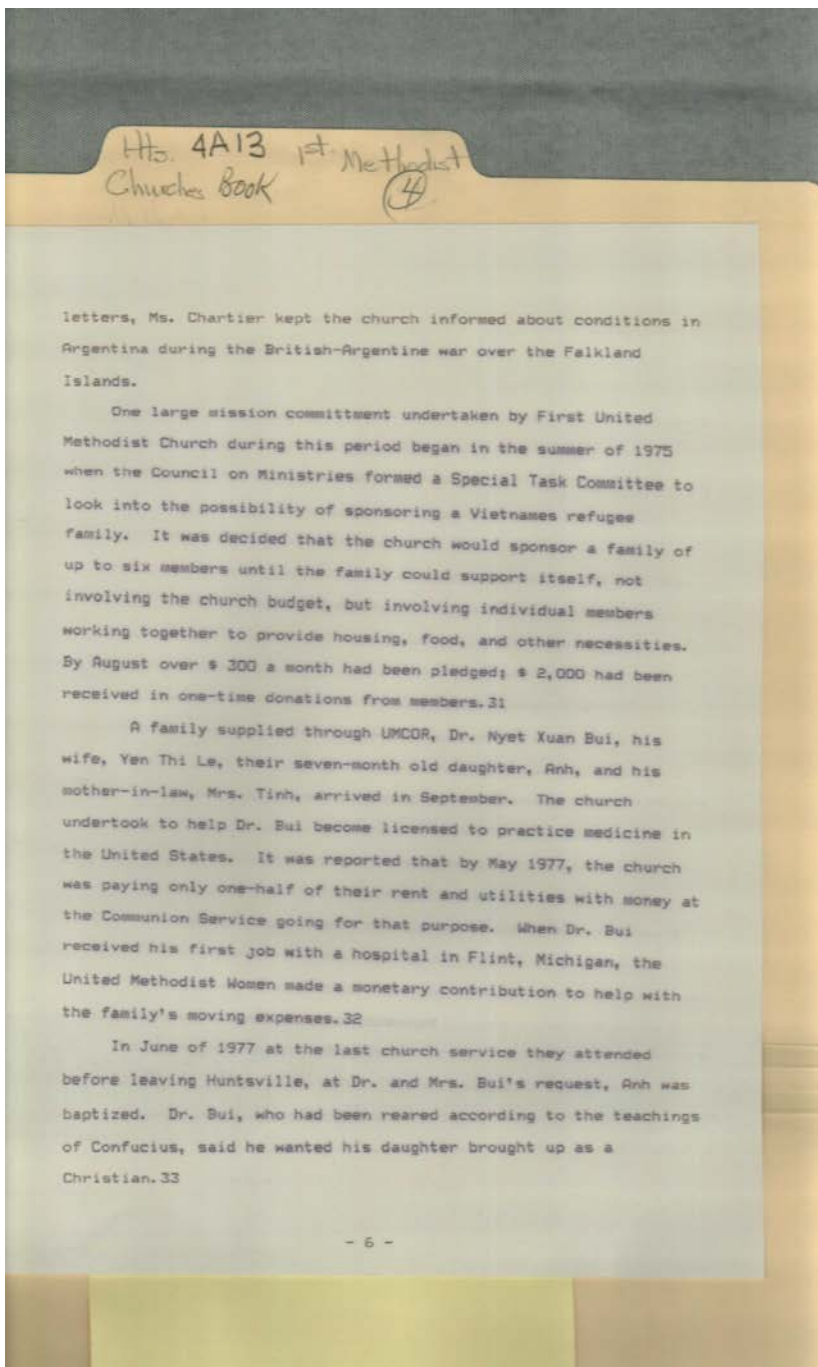 Hts. 4A13 1st Methodist
Churches Book 4
letters, Ms. Chartier kept the church informed about conditions in
Argentina during the British-Argentine war over the Falkland
Islands.
One large mission committment undertaken by First United
Methodist Church during this period began in the summer of 1975
when the Council on Ministries formed a Special Task Committee to
look into the possibility of sponsoring a Vietnames refugee
family. It was decided that the church would sponsor a family of
up to six members until the family could support itself, not
involving the church budget, but involving individual members
working together to provide housing, food, and other necessities.
By August over $ 300 a month had been pledged; $ 2,000 had been
received in one-time donations from members.31
A family supplied through UMCOR, Dr. Nyet Xuan Bui, his
wife, Yen Thi Le, their seven-month old daughter, Anh, and his
mother-in-law, Mrs. Tinh, arrived in September. The church
undertook to help Dr. Bui become licensed to practice medicine in
the United States. It was reported that by May 1977, the church
was paying only one-half of their rent and utilities with money at
the Communion Service going for that purpose. When Dr. Bui
received his first job with a hospital in Flint, Michigan, the
United Methodist Women made a monetary contribution to help with
the family's moving expenses.32
In June of 1977 at the last church service they attended
before leaving Huntsville, at Dr. and Mrs. Bui's request, Anh was
baptized. Dr. Bui, who had been reared according to the teachings
of Confucius, said he wanted his daughter brought up as a
Christian.33
- 6 -